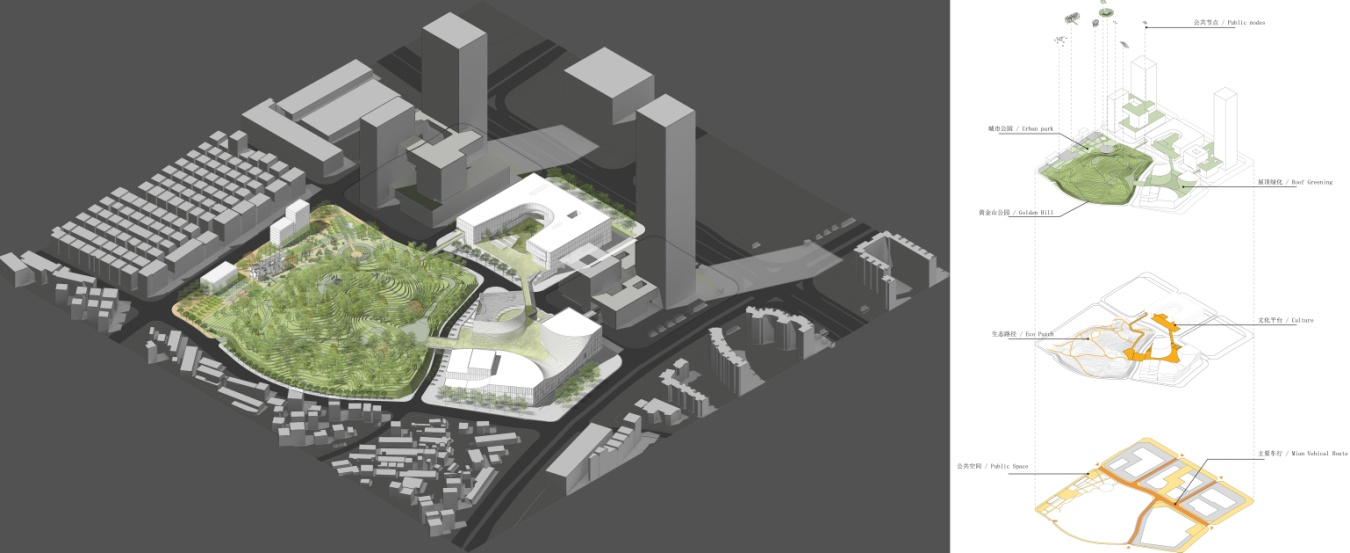 公共节点 / Public nodes
城市公园 / Urban park
屋顶绿化 / Roof Greening
黄金山公园 / Golden Hill
文化平台 / Culture
生态路径 / Eco Patch
主要车行 / Mian Vehical Route
公共空间 / Public Space